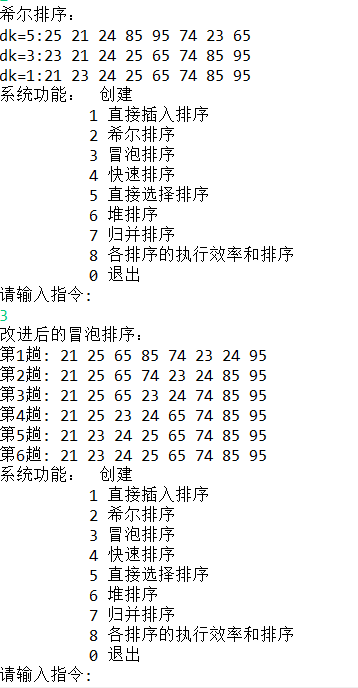 希尔排序:
dk=5:25 21 24 85 95 74 23 65
dk=3:23 21 24 25 65 74 85 95
dk=1:21 23 24 25 65 74 85 95
系统功能: 创建
1 直接插入排序
2 希尔排序
3 冒泡排序
4 快速排序
5 直接选择排序
6 堆排序
7 归并排序
8 各排序的执行效率和排序
0 退出
请输入指令:
3
改进后的冒泡排序:
第1趟: 21 25 65 85 74 23 24 95
第2趟: 21 25 65 74 23 24 85 95
第3趟: 21 25 65 23 24 74 85 95
第4趟: 21 25 23 24 65 74 85 95
第5趟: 21 23 24 25 65 74 85 95
第6趟: 21 23 24 25 65 74 85 95
系统功能: 创建
1 直接插入排序
2 希尔排序
3 冒泡排序
4 快速排序
5 直接选择排序
6 堆排序
7 归并排序
8 各排序的执行效率和排序
0 退出
请输入指令: